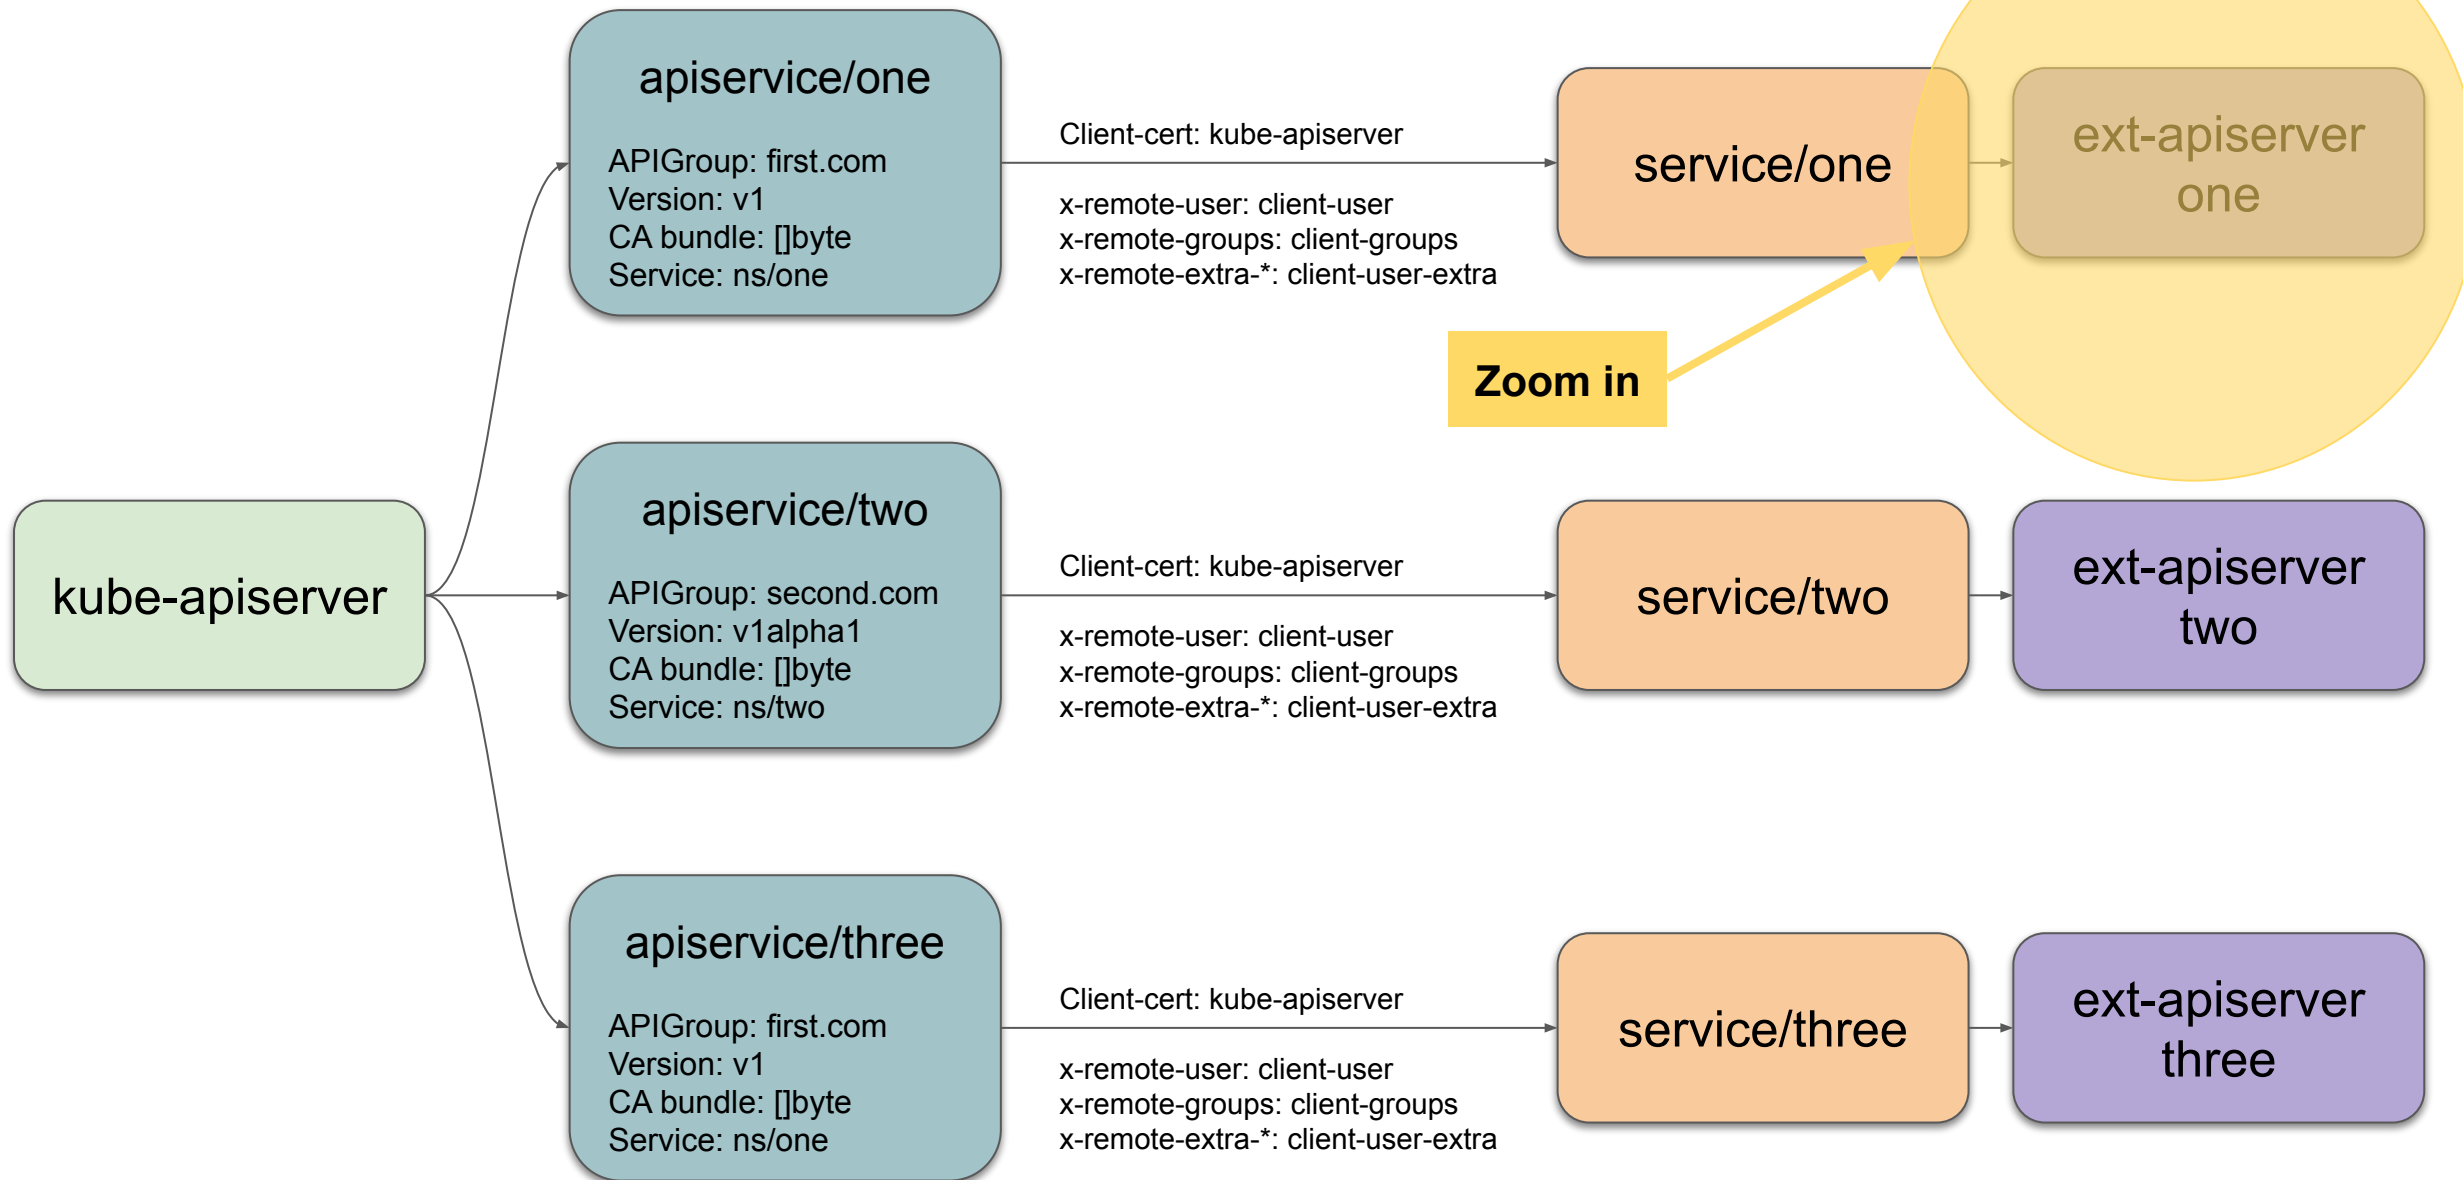 apiservice/one
APIGroup: first.com
Version: v1
CA bundle: []byte
Service: ns/one
Client-cert: kube-apiserver
x-remote-user: client-user
x-remote-groups: client-groups
x-remote-extra-*: client-user-extra
service/one
ext-apiserver
one
Zoom in
kube-apiserver
apiservice/two
APIGroup: second.com
Version: v1alpha1
CA bundle: []byte
Service: ns/two
Client-cert: kube-apiserver
x-remote-user: client-user
x-remote-groups: client-groups
x-remote-extra-*: client-user-extra
service/two
ext-apiserver
two
apiservice/three
APIGroup: first.com
Version: v1
CA bundle: []byte
Service: ns/one
Client-cert: kube-apiserver
x-remote-user: client-user
x-remote-groups: client-groups
x-remote-extra-*: client-user-extra
service/three
ext-apiserver
three